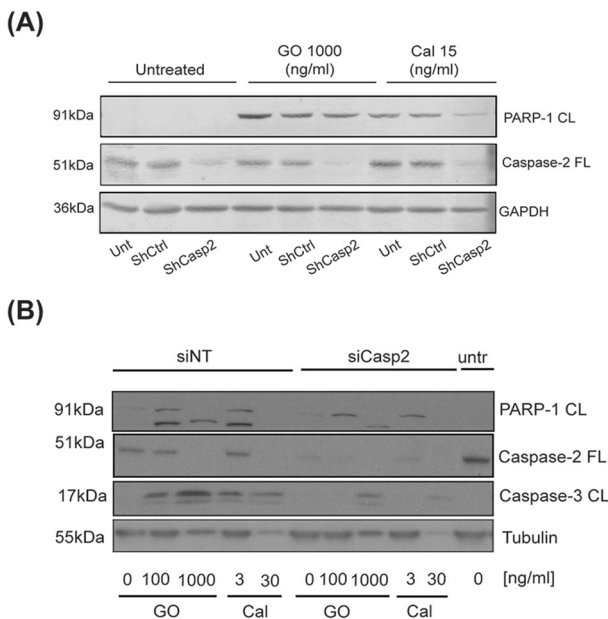 (A)
Untreated GO 1000 (ng/ml) Cal 15 (ng/ml)
91kDa PARP-1 CL
51kDa Caspase-2 FL
36kDa GAPDH
Unt ShCtrl ShCasp2 Unt ShCtrl ShCasp2 Unt ShCtrl ShCasp2
(B)
siNT siCasp2 untr
91kDa PARP-1 CL
51kDa Caspase-2 FL
17kDa Caspase-3 CL
55kDa Tubulin
0 100 1000 3 30 0 100 1000 3 30 0 [ng/ml]
GO Cal GO Cal